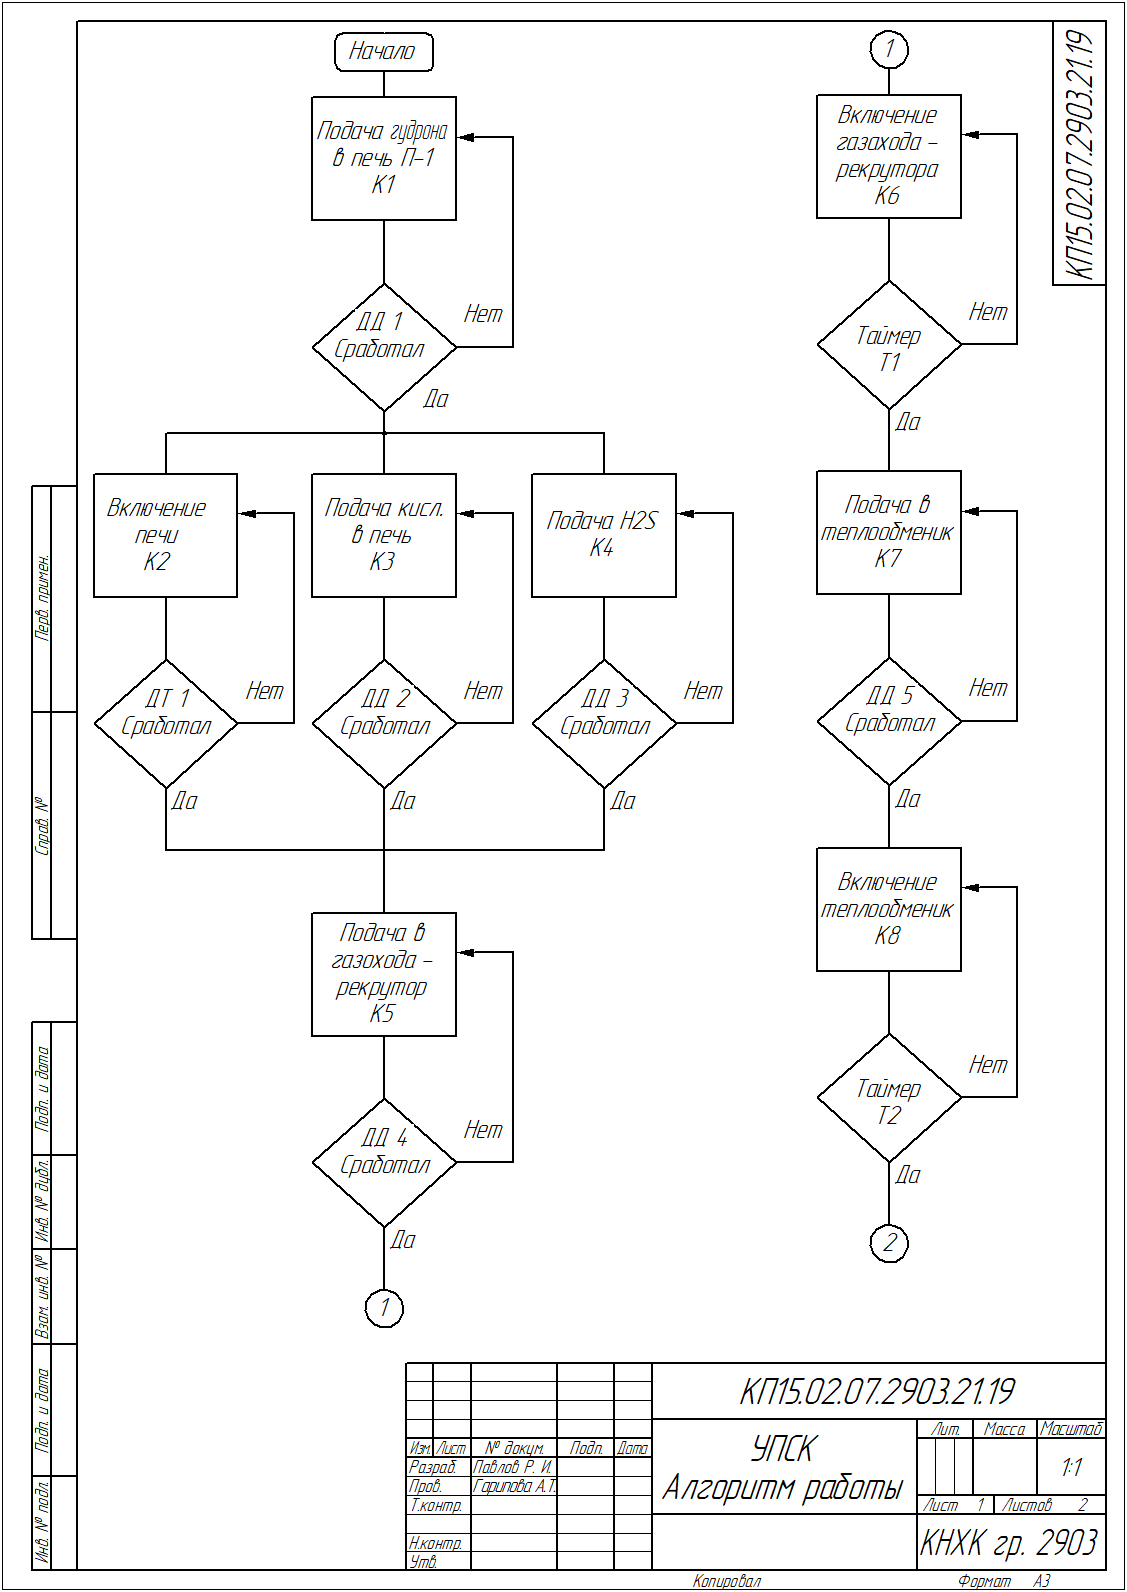 Начало
Подача гудрона
в печь П-1
К1
ДД 1
Сработал
Нет
Да
Включение
печи
К2
ДТ 1
Сработал
Нет
Да
Подача кисл.
в печь
К3
ДД 2
Сработал
Нет
Да
Подача H2S
К4
ДД 3
Сработал
Нет
Да
Подача в
газохода -
рекрутор
К5
ДД 4
Сработал
Нет
Да
1
1
Включение
газахода -
рекрутора
К6
Таймер
Т1
Нет
Да
Подача в
теплообменик
К7
ДД 5
Сработал
Нет
Да
Включение
теплообменик
К8
Таймер
Т2
Нет
Да
2
КП15.02.07.2903.21.19
Перв. примен.
Справ. №
Подп. и дата
Инв. № дубл.
Взам. инв. №
Подп. и дата
Инв. № подл.
КП15.02.07.2903.21.19
Изм. Лист № докум. Подп. Дата
Разраб. Павлов Р. И.
Пров. Гарипова А.Т.
Т.контр.
Н.контр.
Утв.
УПСК
Алгоритм работы
Лит. Масса Масштаб
1:1
Лист 1 Листов 2
КНХК гр. 2903
Копировал Формат А3